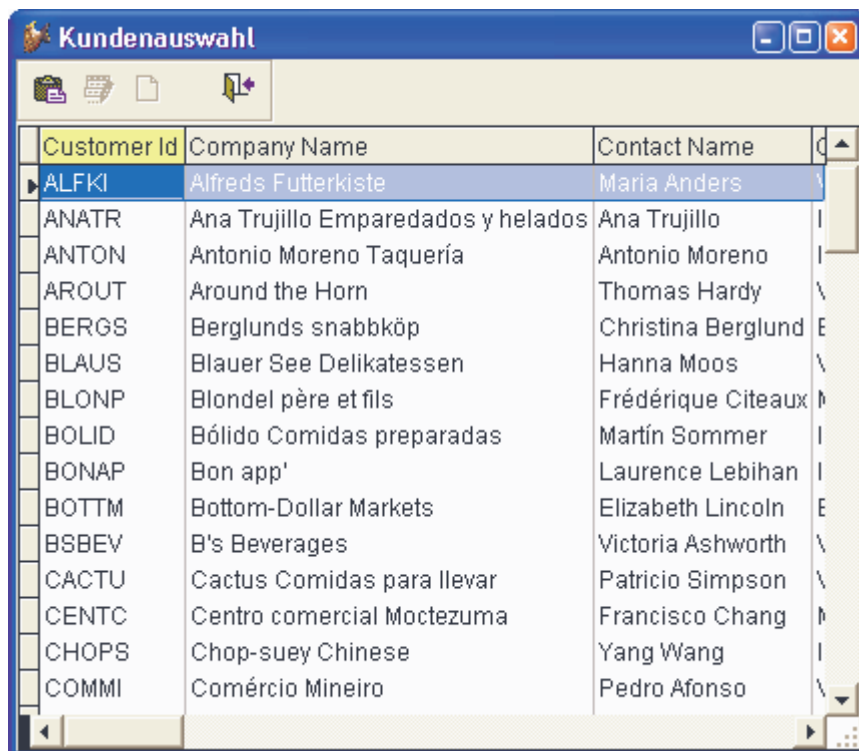 Kundenauswahl
Customer Id Company Name Contact Name
ALFKI Alfreds Futterkiste Maria Anders
ANATR Ana Trujillo Emparedados y helados Ana Trujillo
ANTON Antonio Moreno Taquería Antonio Moreno
AROUT Around the Horn Thomas Hardy
BERGS Berglunds snabbköp Christina Berglund
BLAUS Blauer See Delikatessen Hanna Moos
BLONP Blondel père et fils Frédérique Citeaux
BOLID Bólido Comidas preparadas Martín Sommer
BONAP Bon app' Laurence Lebihan
BOTTM Bottom-Dollar Markets Elizabeth Lincoln
BSBEV B's Beverages Victoria Ashworth
CACTU Cactus Comidas para llevar Patricio Simpson
CENTC Centro comercial Moctezuma Francisco Chang
CHOPS Chop-suey Chinese Yang Wang
COMMI Comércio Mineiro Pedro Afonso